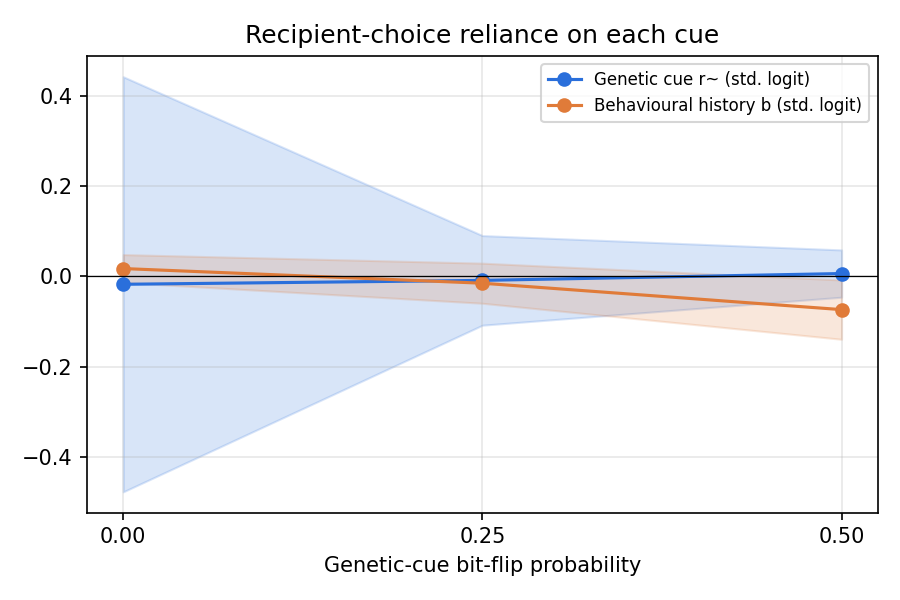 Recipient-choice reliance on each cue
Genetic cue r~ (std. logit)
Behavioural history b (std. logit)
0.4
0.2
0.0
−0.2
−0.4
0.00
0.25
0.50
Genetic-cue bit-flip probability